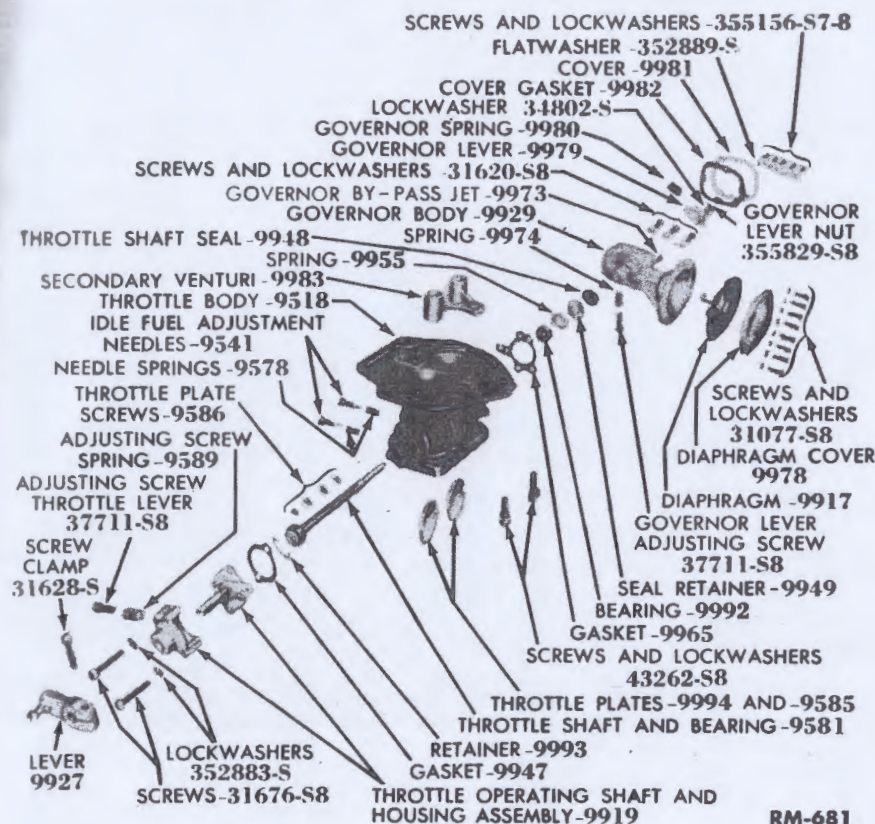 SCREWS AND LOCKWASHERS -355156-S7-8
FLATWASHER -352889-S
COVER -9981
COVER GASKET -9982
LOCKWASHER 34802-S
GOVERNOR SPRING -9980
GOVERNOR LEVER -9979
SCREWS AND LOCKWASHERS 31620-S8
GOVERNOR BY-PASS JET -9973
GOVERNOR BODY -9929
SPRING-9974
THROTTLE SHAFT SEAL-9948
SPRING -9955
SECONDARY VENTURI -9983
THROTTLE BODY -9518
IDLE FUEL ADJUSTMENT
NEEDLES -9541
NEEDLE SPRINGS -9578
THROTTLE PLATE
SCREWS -9586
ADJUSTING SCREW
SPRING -9589
ADJUSTING SCREW
THROTTLE LEVER
37711-S8
SCREW
CLAMP
31628-S
LEVER
9927
LOCKWASHERS
352883-S
SCREWS-31676-S8
GOVERNOR
LEVER NUT
355829-S8
SCREWS AND
LOCKWASHERS
31077-S8
DIAPHRAGM COVER
9978
DIAPHRAGM -9917
GOVERNOR LEVER
ADJUSTING SCREW
37711-S8
SEAL RETAINER -9949
BEARING -9992
GASKET -9965
SCREWS AND LOCKWASHERS
43262-S8
THROTTLE PLATES -9994 AND -9585
THROTTLE SHAFT AND BEARING -9581
RETAINER -9993
GASKET -9947
THROTTLE OPERATING SHAFT AND
HOUSING ASSEMBLY -9919
RM-681